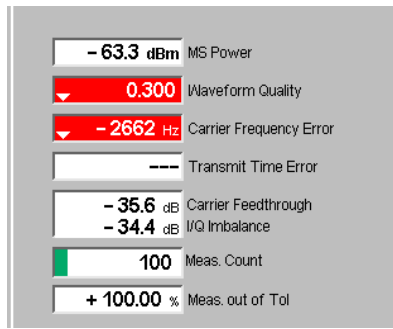 - 63.3 dBm MS Power
0.300 Waveform Quality
- 2662 Hz Carrier Frequency Error
--- Transmit Time Error
- 35.6 dB Carrier Feedthrough
- 34.4 dB I/Q Imbalance
100 Meas. Count
+ 100.00 % Meas. out of Tol